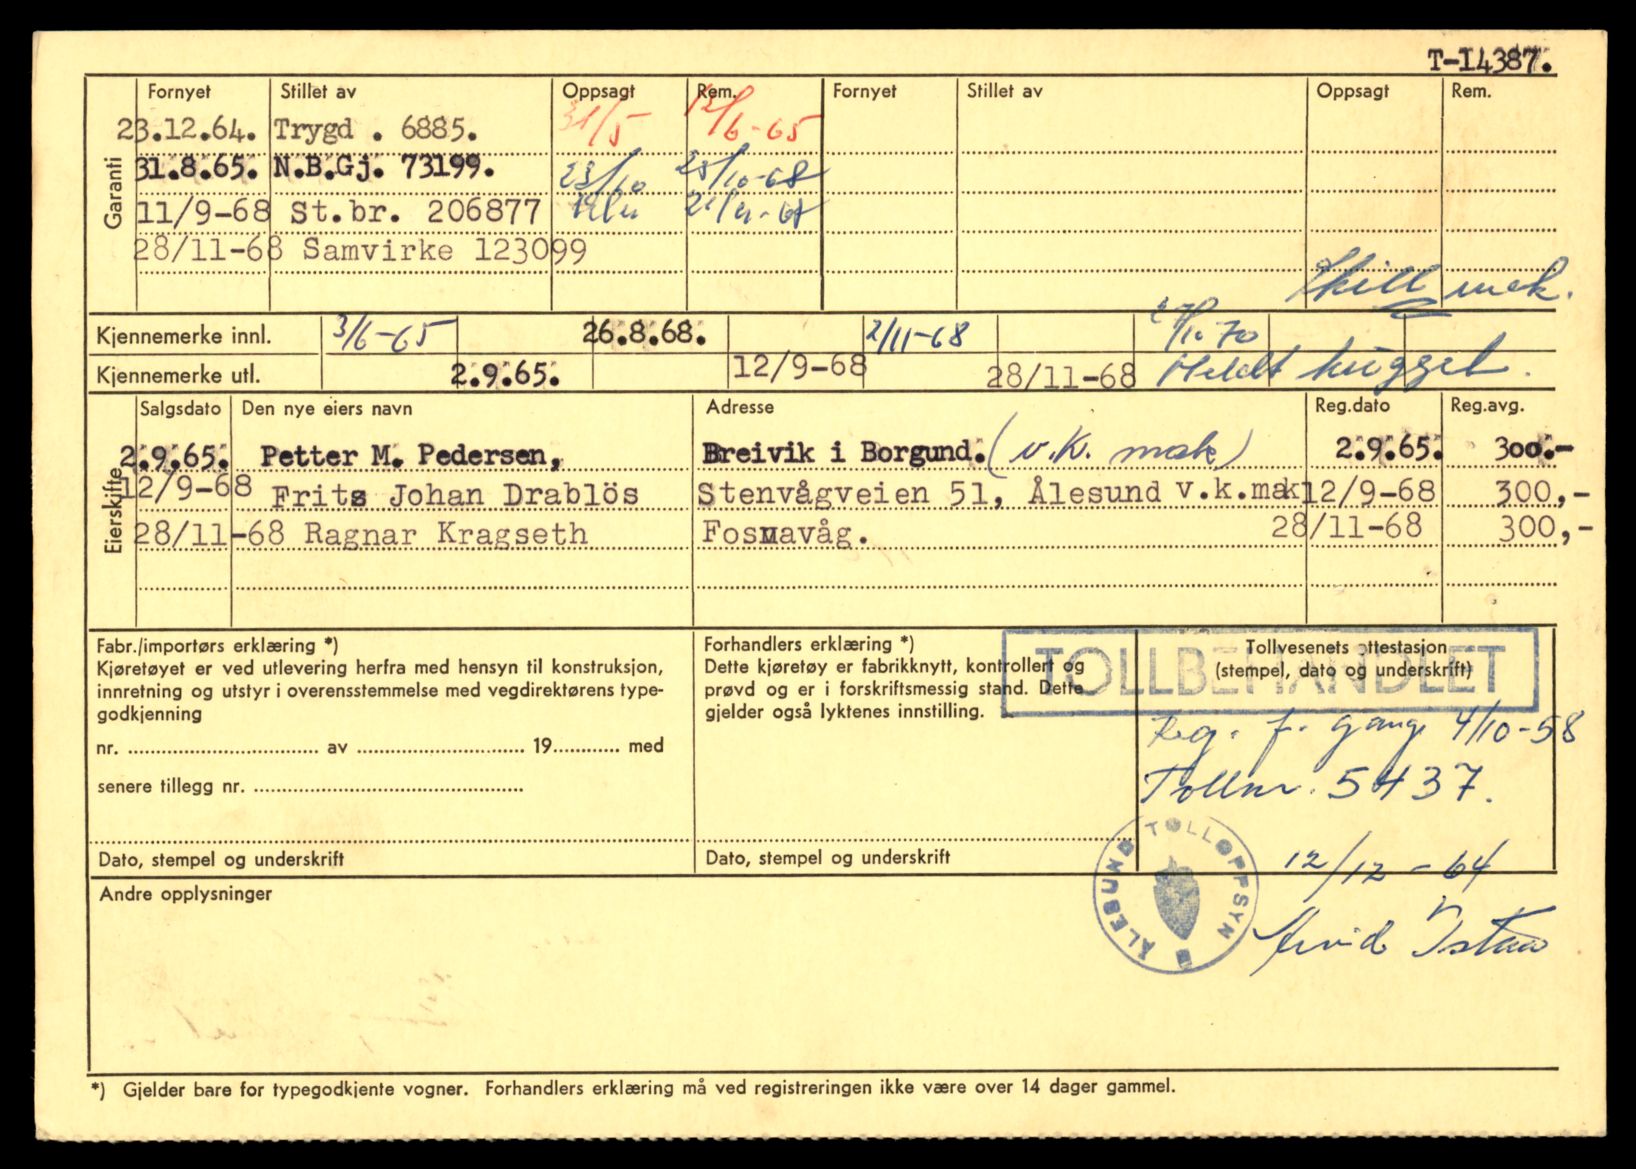 T-14387.
Fornyet Stillet av Oppsagt Rem. Fornyet Stillet av Oppsagt Rem.
Garanti
23.12.64. Trygd . 6885. 31/5 12/6-65
31.8.65. N.B.Gj. 73199. 23/10 25/10-68
11/9-68 St.br. 206877
28/11-68 Samvirke 123099
Skill mek.
Kjennemerke innl. 3/6-65 26.8.68. 2/11-68
Kjennemerke utl. 2.9.65. 12/9-68 28/11-68 Meldt hugget.
Eierskifte
Salgsdato Den nye eiers navn Adresse Reg.dato Reg.avg.
2.9.65. Petter M. Pedersen, Breivik i Borgund. (v.k. mak) 2.9.65. 300.-
12/9-68 Frits Johan Drablös Stenvågveien 51, Ålesund v.k.mak 12/9-68 300,-
28/11-68 Ragnar Kragseth Fosnavåg. 28/11-68 300,-
Fabr./importørs erklæring *)
Kjøretøyet er ved utlevering herfra med hensyn til konstruksjon,
innretning og utstyr i overensstemmelse med vegdirektørens type-
godkjenning
nr. ........ av ........ 19........ med
senere tillegg nr. ........
Dato, stempel og underskrift
Forhandlers erklæring *)
Dette kjøretøy er fabrikknytt, kontrollert og
prøvd og er i forskriftsmessig stand. Dette
gjelder også lyktenes innstilling.
Dato, stempel og underskrift
Tollvesenets attestasjon
(stempel, dato og underskrift)
TOLLBEHANDLET
Reg. f. gang 4/10-58
Tollnr. 5437.
ÅLESUND TOLLOPPSYN
12/12-64
Arvid
Andre opplysninger
*) Gjelder bare for typegodkjente vogner. Forhandlers erklæring må ved registreringen ikke være over 14 dager gammel.